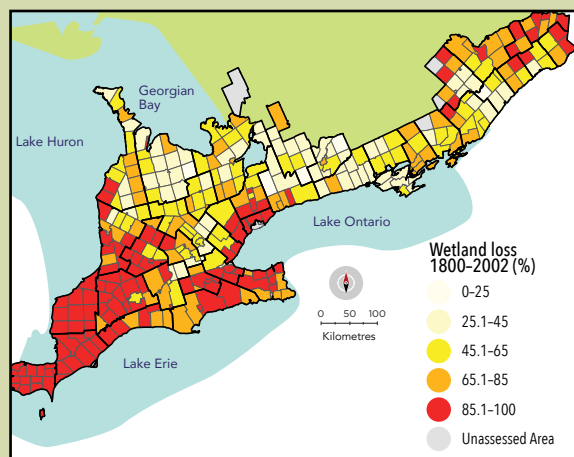 Georgian
Bay
Lake Huron
Lake Ontario
Lake Erie
0 50 100
Kilometres
Wetland loss
1800–2002 (%)
0–25
25.1–45
45.1–65
65.1–85
85.1–100
Unassessed Area